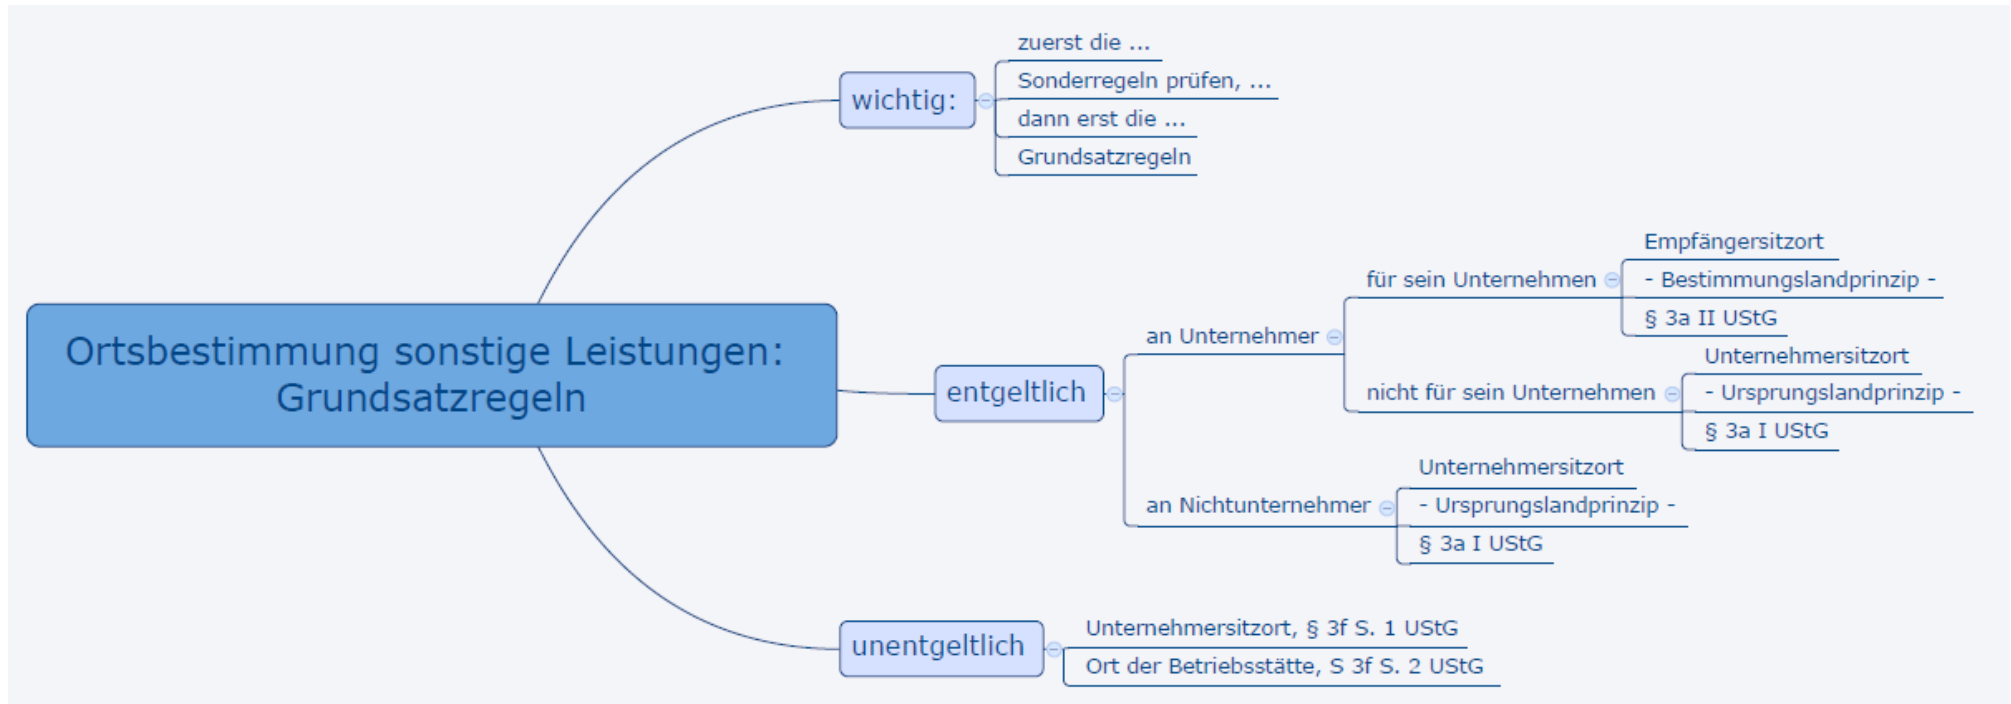 Ortsbestimmung sonstige Leistungen:
Grundsatzregeln
wichtig:
zuerst die ...
Sonderregeln prüfen, ...
dann erst die ...
Grundsatzregeln
entgeltlich
an Unternehmer
für sein Unternehmen
Empfängersitzort
- Bestimmungslandprinzip -
§ 3a II UStG
nicht für sein Unternehmen
Unternehmersitzort
- Ursprungslandprinzip -
§ 3a I UStG
an Nichtunternehmer
Unternehmersitzort
- Ursprungslandprinzip -
§ 3a I UStG
unentgeltlich
Unternehmersitzort, § 3f S. 1 UStG
Ort der Betriebsstätte, S 3f S. 2 UStG